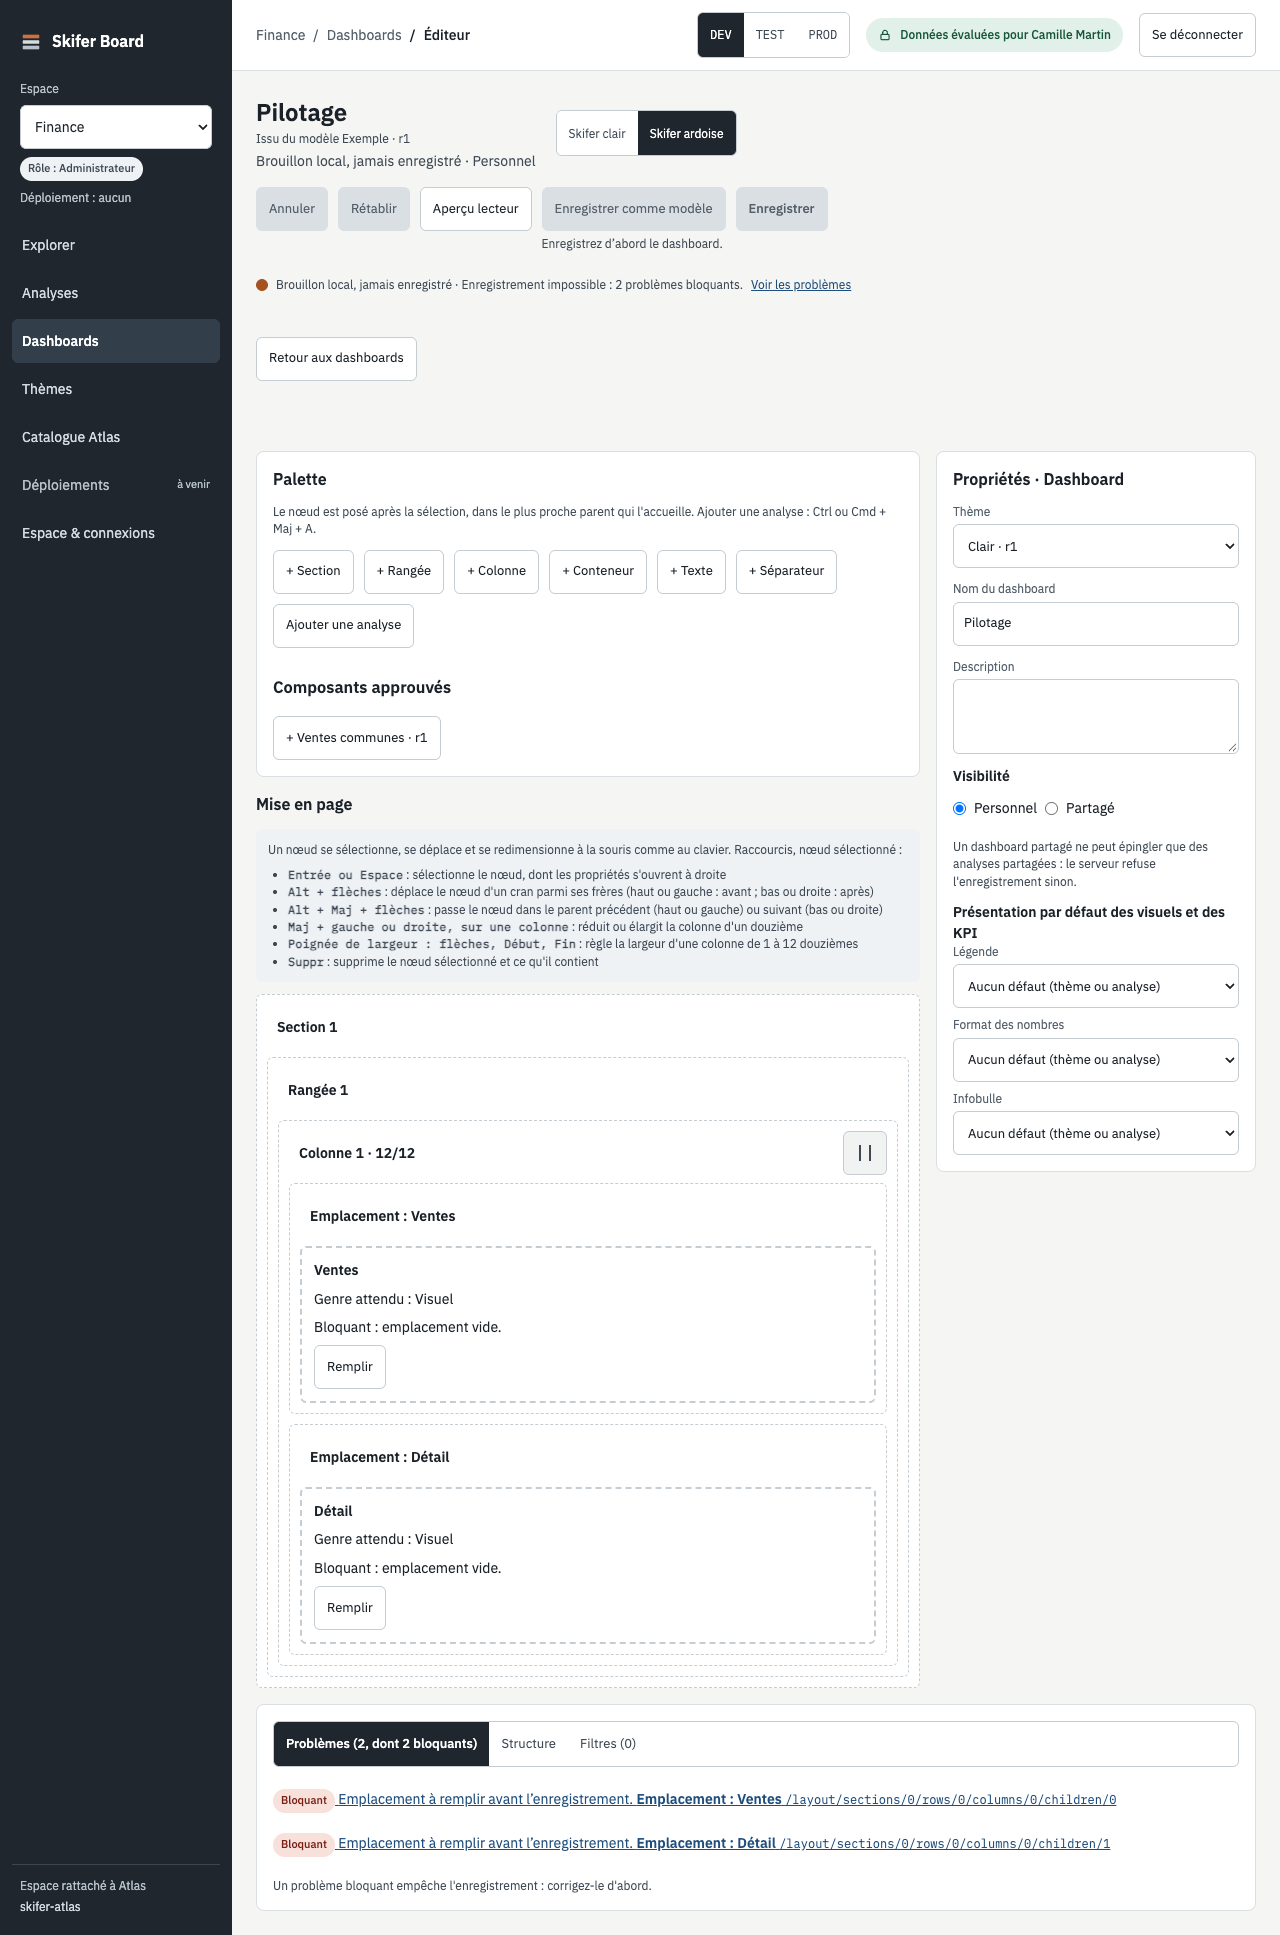 Skifer Board
Espace
Finance
Rôle : Administrateur
Déploiement : aucun
Explorer
Analyses
Dashboards
Thèmes
Catalogue Atlas
Déploiements à venir
Espace & connexions
Espace rattaché à Atlas
skifer-atlas
Finance / Dashboards / Éditeur
DEV TEST PROD
Données évaluées pour Camille Martin
Se déconnecter
Pilotage
Issu du modèle Exemple · r1
Brouillon local, jamais enregistré · Personnel
Skifer clair Skifer ardoise
Annuler Rétablir Aperçu lecteur Enregistrer comme modèle Enregistrer
Enregistrez d’abord le dashboard.
Brouillon local, jamais enregistré · Enregistrement impossible : 2 problèmes bloquants. Voir les problèmes
Retour aux dashboards
Palette
Le nœud est posé après la sélection, dans le plus proche parent qui l'accueille. Ajouter une analyse : Ctrl ou Cmd +
Maj + A.
+ Section + Rangée + Colonne + Conteneur + Texte + Séparateur
Ajouter une analyse
Composants approuvés
+ Ventes communes · r1
Mise en page
Un nœud se sélectionne, se déplace et se redimensionne à la souris comme au clavier. Raccourcis, nœud sélectionné :
Entrée ou Espace : sélectionne le nœud, dont les propriétés s'ouvrent à droite
Alt + flèches : déplace le nœud d'un cran parmi ses frères (haut ou gauche : avant ; bas ou droite : après)
Alt + Maj + flèches : passe le nœud dans le parent précédent (haut ou gauche) ou suivant (bas ou droite)
Maj + gauche ou droite, sur une colonne : réduit ou élargit la colonne d'un douzième
Poignée de largeur : flèches, Début, Fin : règle la largeur d'une colonne de 1 à 12 douzièmes
Suppr : supprime le nœud sélectionné et ce qu'il contient
Section 1
Rangée 1
Colonne 1 · 12/12
Emplacement : Ventes
Ventes
Genre attendu : Visuel
Bloquant : emplacement vide.
Remplir
Emplacement : Détail
Détail
Genre attendu : Visuel
Bloquant : emplacement vide.
Remplir
Propriétés · Dashboard
Thème
Clair · r1
Nom du dashboard
Pilotage
Description
Visibilité
Personnel Partagé
Un dashboard partagé ne peut épingler que des
analyses partagées : le serveur refuse
l'enregistrement sinon.
Présentation par défaut des visuels et des
KPI
Légende
Aucun défaut (thème ou analyse)
Format des nombres
Aucun défaut (thème ou analyse)
Infobulle
Aucun défaut (thème ou analyse)
Problèmes (2, dont 2 bloquants) Structure Filtres (0)
Bloquant Emplacement à remplir avant l’enregistrement. Emplacement : Ventes /layout/sections/0/rows/0/columns/0/children/0
Bloquant Emplacement à remplir avant l’enregistrement. Emplacement : Détail /layout/sections/0/rows/0/columns/0/children/1
Un problème bloquant empêche l'enregistrement : corrigez-le d'abord.